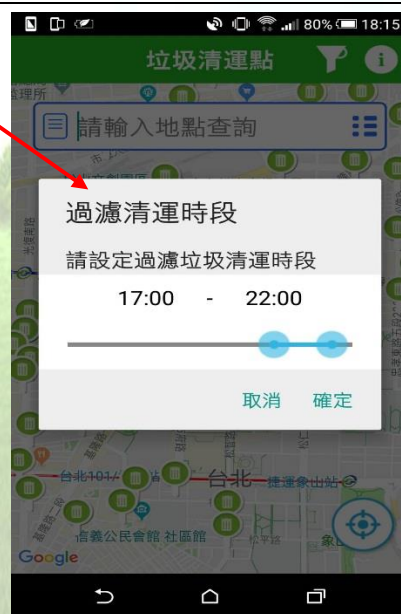 80% 18:15
垃圾清運點
請輸入地點查詢
過濾清運時段
請設定過濾垃圾清運時段
17:00 - 22:00
取消 確定
台北101/
台北
捷運象山站
信義公民會館 社區館
Google